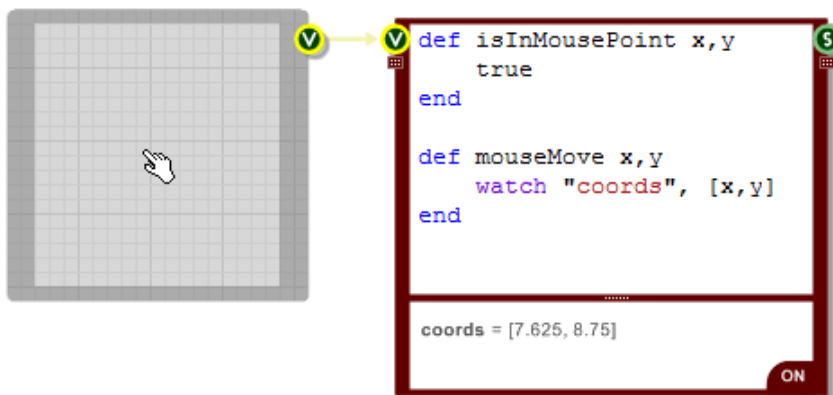 V
V
S
def isInMousePoint x,y
    true
end
def mouseMove x,y
    watch "coords", [x,y]
end
coords = [7.625, 8.75]
ON